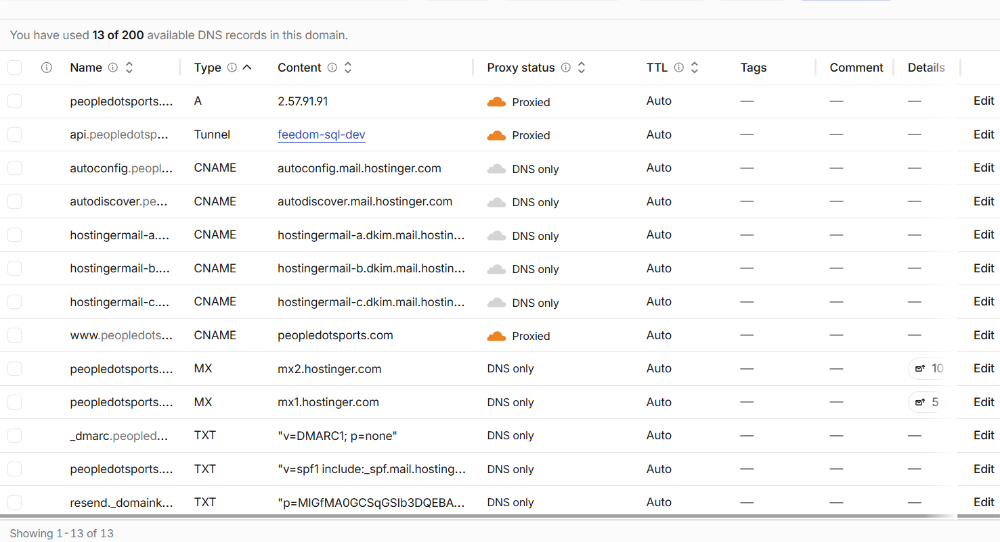 You have used 13 of 200 available DNS records in this domain.
Name Type Content Proxy status TTL Tags Comment Details
peopledotsports.... A 2.57.91.91 Proxied Auto — — — Edit
api.peopledotsp... Tunnel feedom-sql-dev Proxied Auto — — — Edit
autoconfig.peopl... CNAME autoconfig.mail.hostinger.com DNS only Auto — — — Edit
autodiscover.pe... CNAME autodiscover.mail.hostinger.com DNS only Auto — — — Edit
hostingermail-a.... CNAME hostingermail-a.dkim.mail.hostin... DNS only Auto — — — Edit
hostingermail-b.... CNAME hostingermail-b.dkim.mail.hostin... DNS only Auto — — — Edit
hostingermail-c.... CNAME hostingermail-c.dkim.mail.hostin... DNS only Auto — — — Edit
www.peopledots... CNAME peopledotsports.com Proxied Auto — — — Edit
peopledotsports.... MX mx2.hostinger.com DNS only Auto — — 10 Edit
peopledotsports.... MX mx1.hostinger.com DNS only Auto — — 5 Edit
_dmarc.peopled... TXT "v=DMARC1; p=none" DNS only Auto — — — Edit
peopledotsports.... TXT "v=spf1 include:_spf.mail.hosting... DNS only Auto — — — Edit
resend._domaink... TXT "p=MIGfMA0GCSqGSIb3DQEBA... DNS only Auto — — — Edit
Showing 1-13 of 13